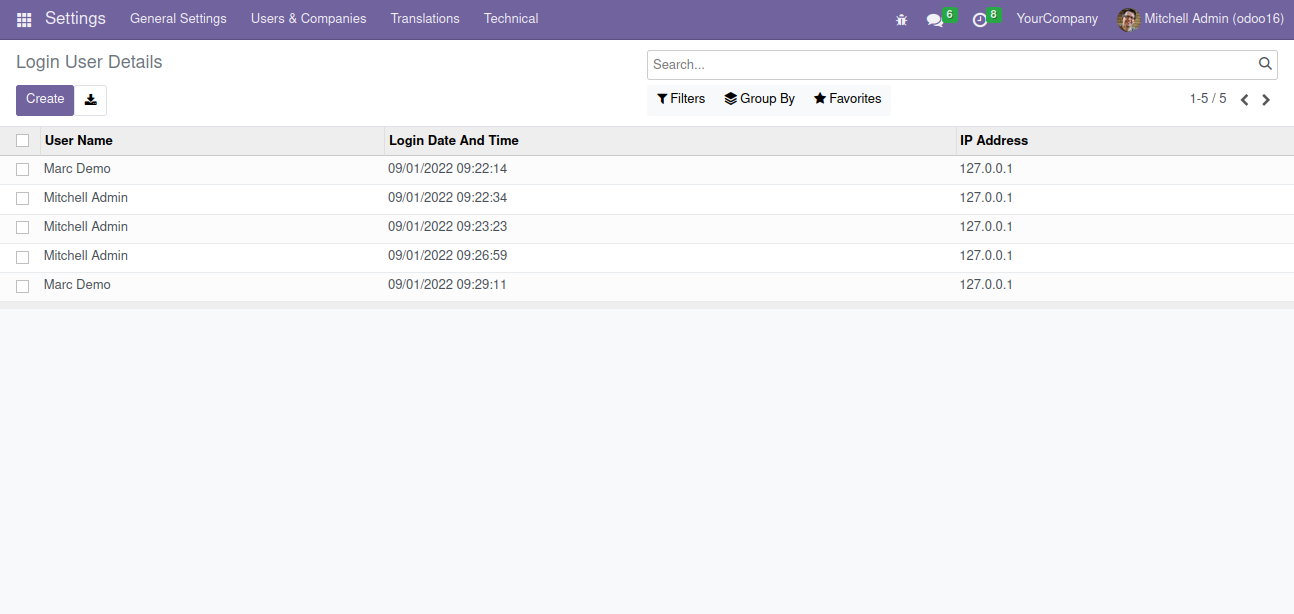 Settings General Settings Users & Companies Translations Technical 6 8 YourCompany Mitchell Admin (odoo16)
Login User Details
Search...
Create Filters Group By Favorites 1-5 / 5
User Name Login Date And Time IP Address
Marc Demo 09/01/2022 09:22:14 127.0.0.1
Mitchell Admin 09/01/2022 09:22:34 127.0.0.1
Mitchell Admin 09/01/2022 09:23:23 127.0.0.1
Mitchell Admin 09/01/2022 09:26:59 127.0.0.1
Marc Demo 09/01/2022 09:29:11 127.0.0.1